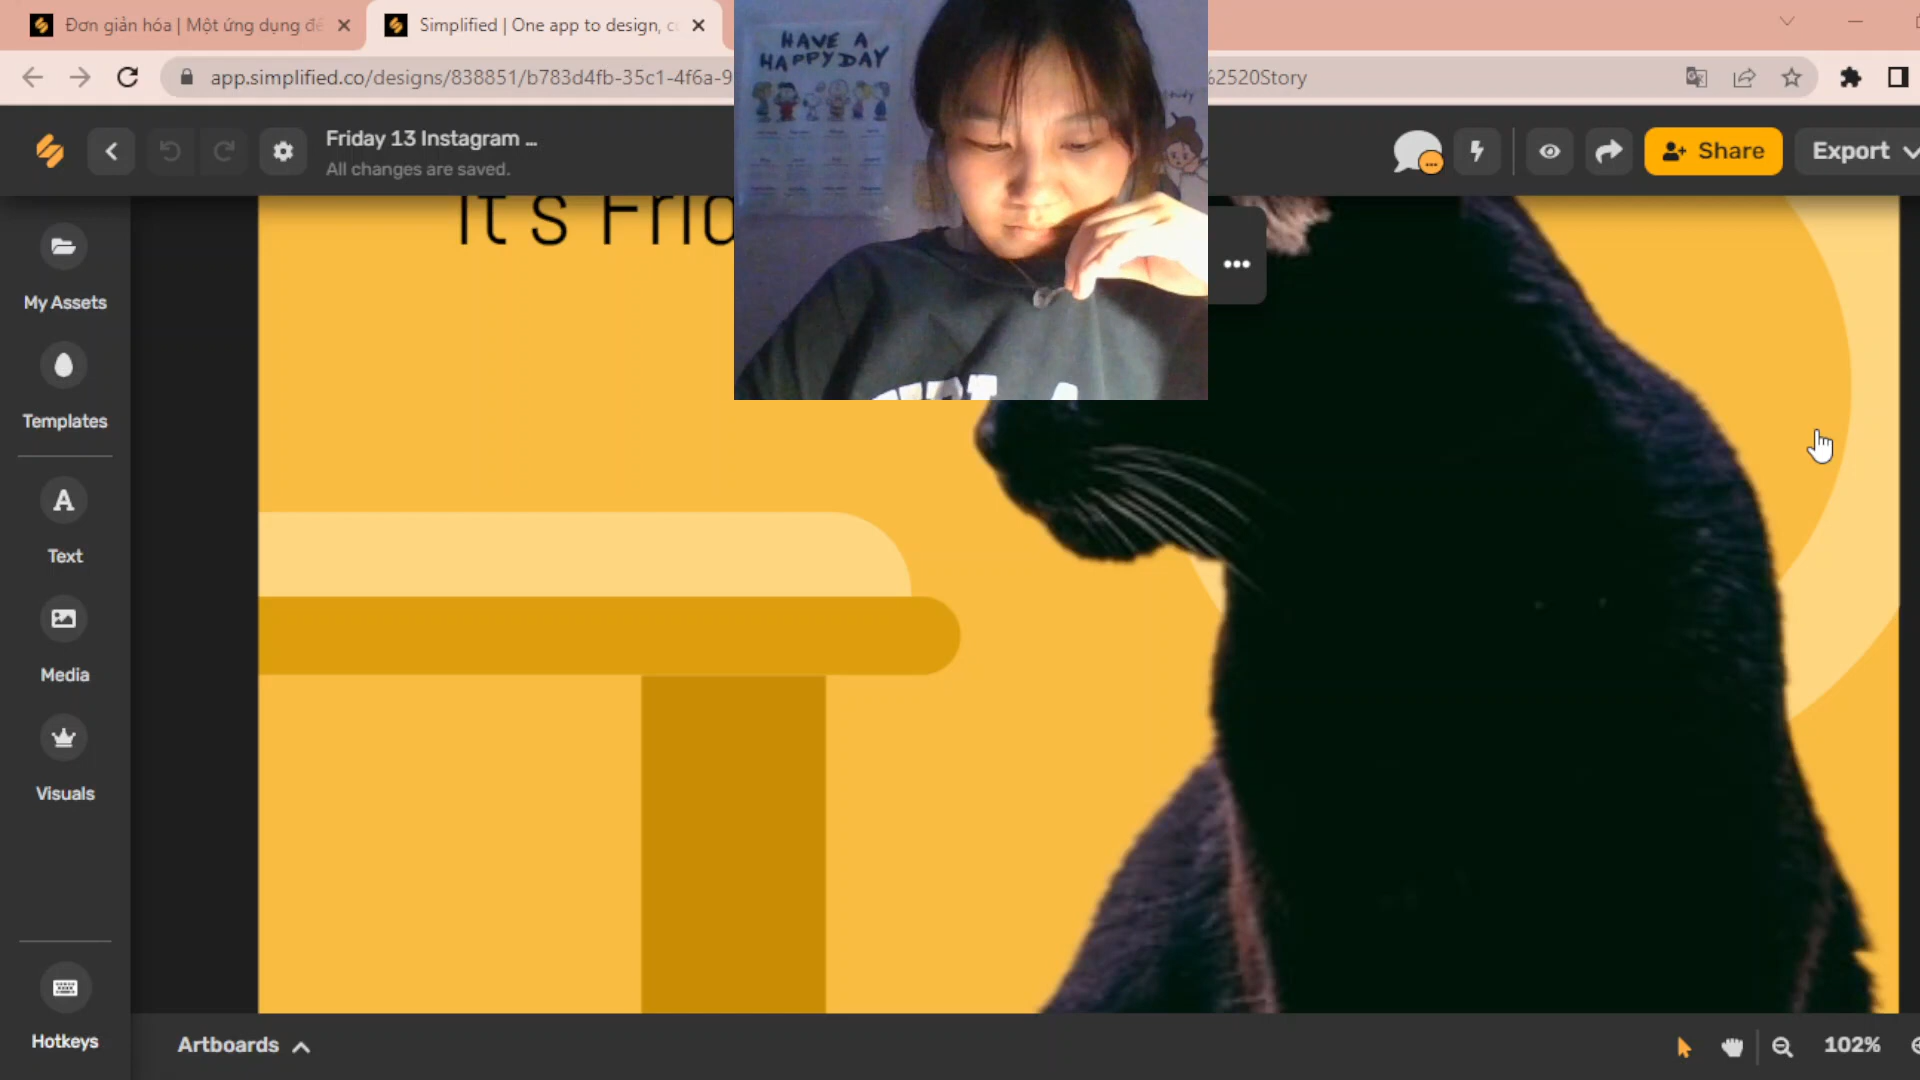 Đơn giản hóa | Một ứng dụng để
Simplified | One app to design, c
app.simplified.co/designs/838851/b783d4fb-35c1-4f6a-9
%2520Story
HAVE A
HAPPY DAY
Friday 13 Instagram ...
All changes are saved.
Share
Export
It's Frid
My Assets
Templates
Text
Media
Visuals
Hotkeys
Artboards
102%